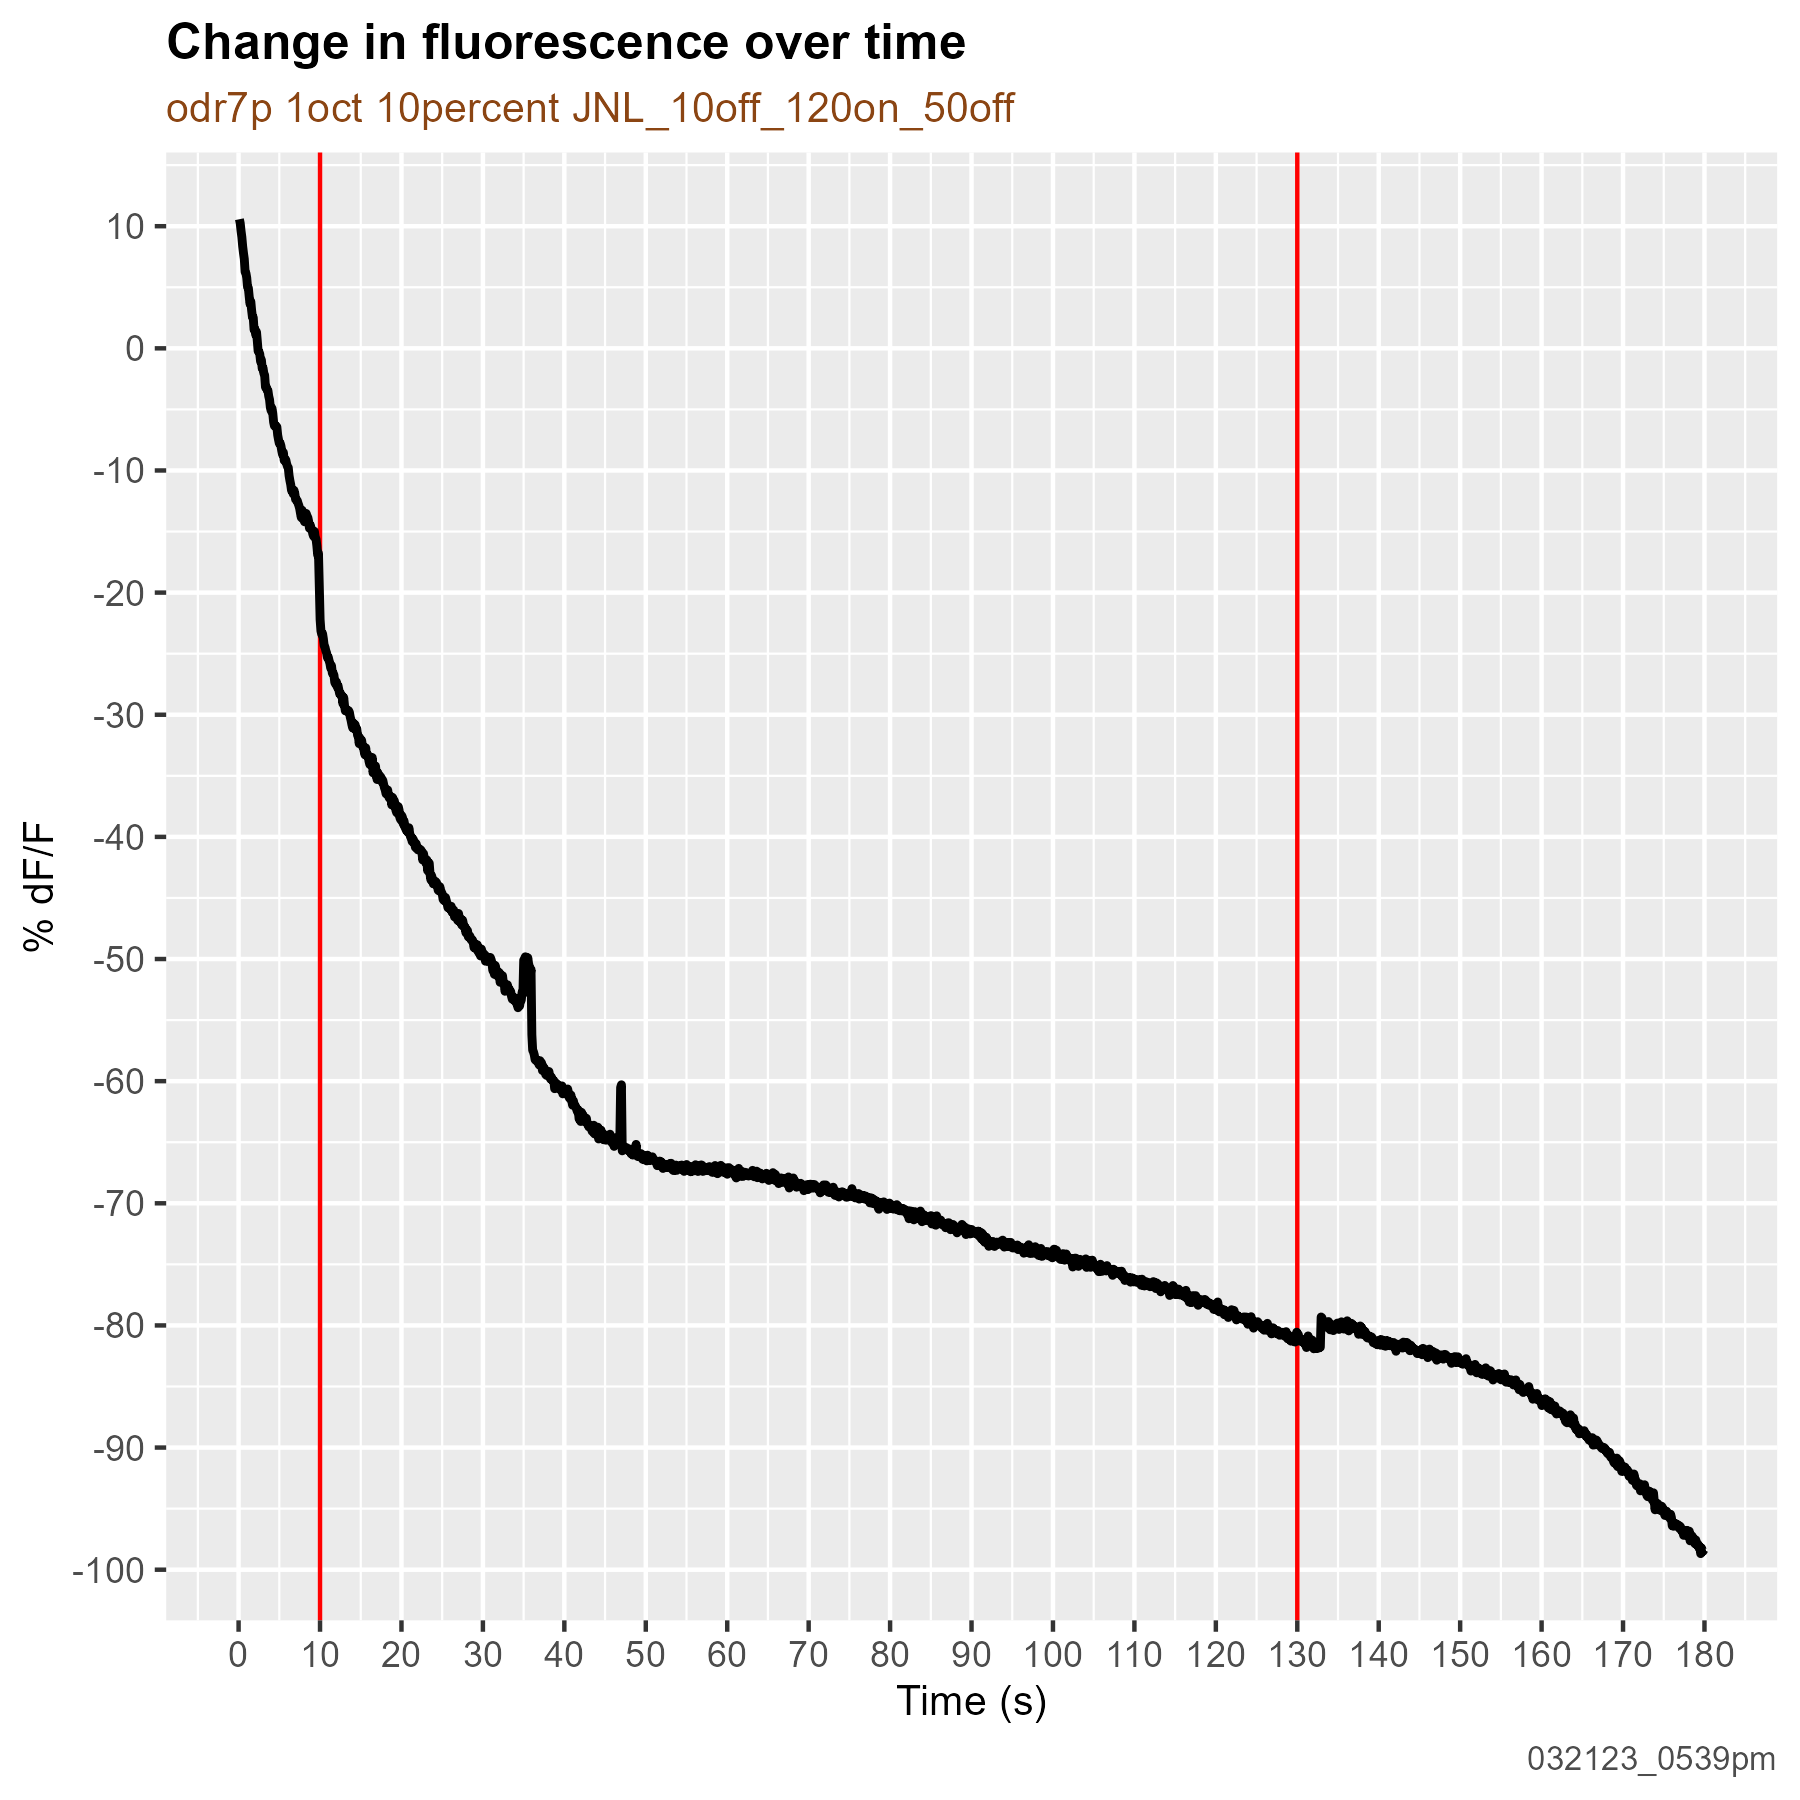 Change in fluorescence over time
odr7p 1oct 10percent JNL_10off_120on_50off
10
0
-10
-20
-30
-40
-50
-60
-70
-80
-90
-100
% dF/F
0 10 20 30 40 50 60 70 80 90 100 110 120 130 140 150 160 170 180
Time (s)
032123_0539pm